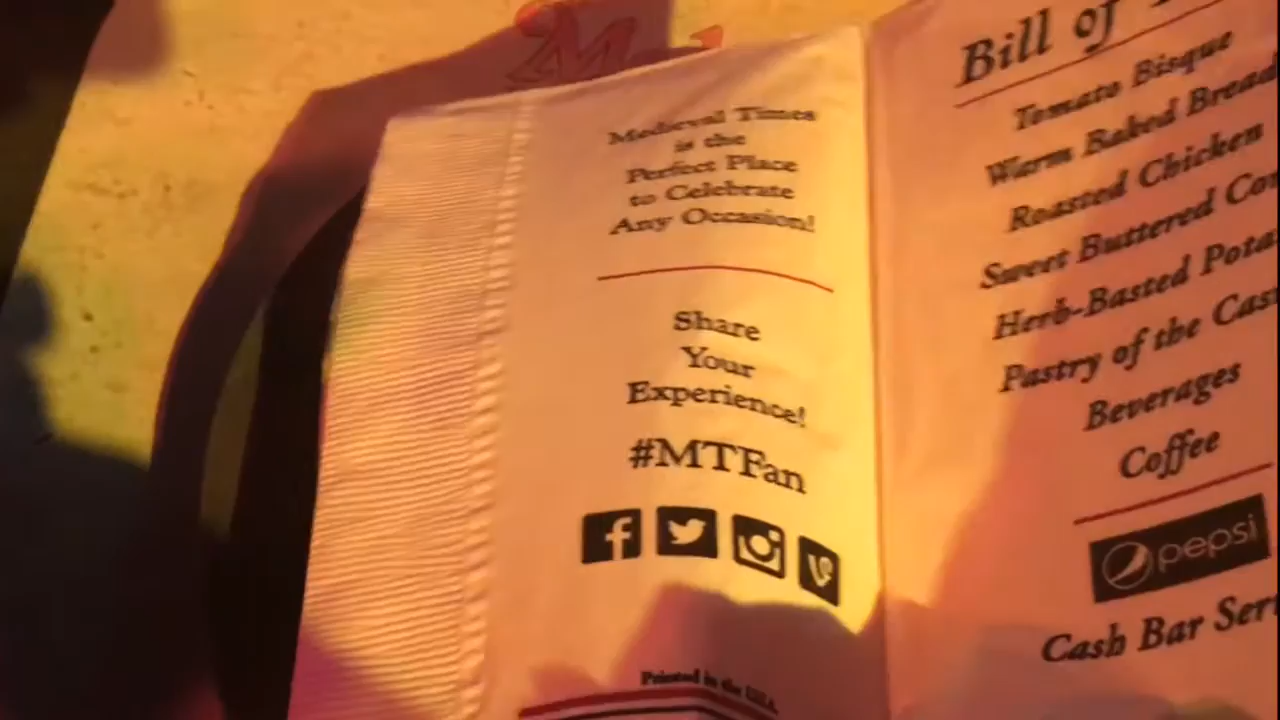 Medieval Times
is the
Perfect Place
to Celebrate
Any Occasion!
Share
Your
Experience!
#MTFan
Printed in the USA
Bill of
Tomato Bisque
Warm Baked Bread
Roasted Chicken
Sweet Buttered
Herb-Basted
Pastry of the
Beverages
Coffee
pepsi
Cash Bar